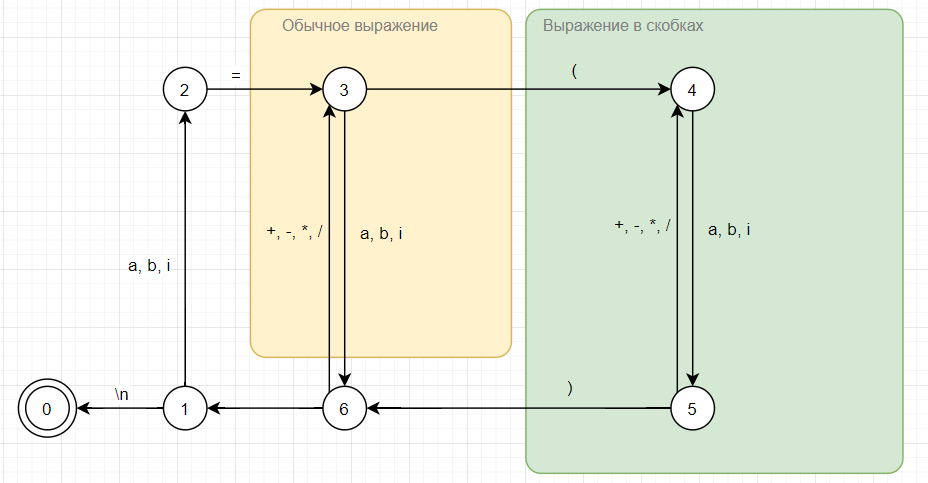 Обычное выражение
Выражение в скобках
=
(
2
3
4
+, -, *, /
a, b, i
+, -, *, /
a, b, i
a, b, i
\n
)
0
1
6
5